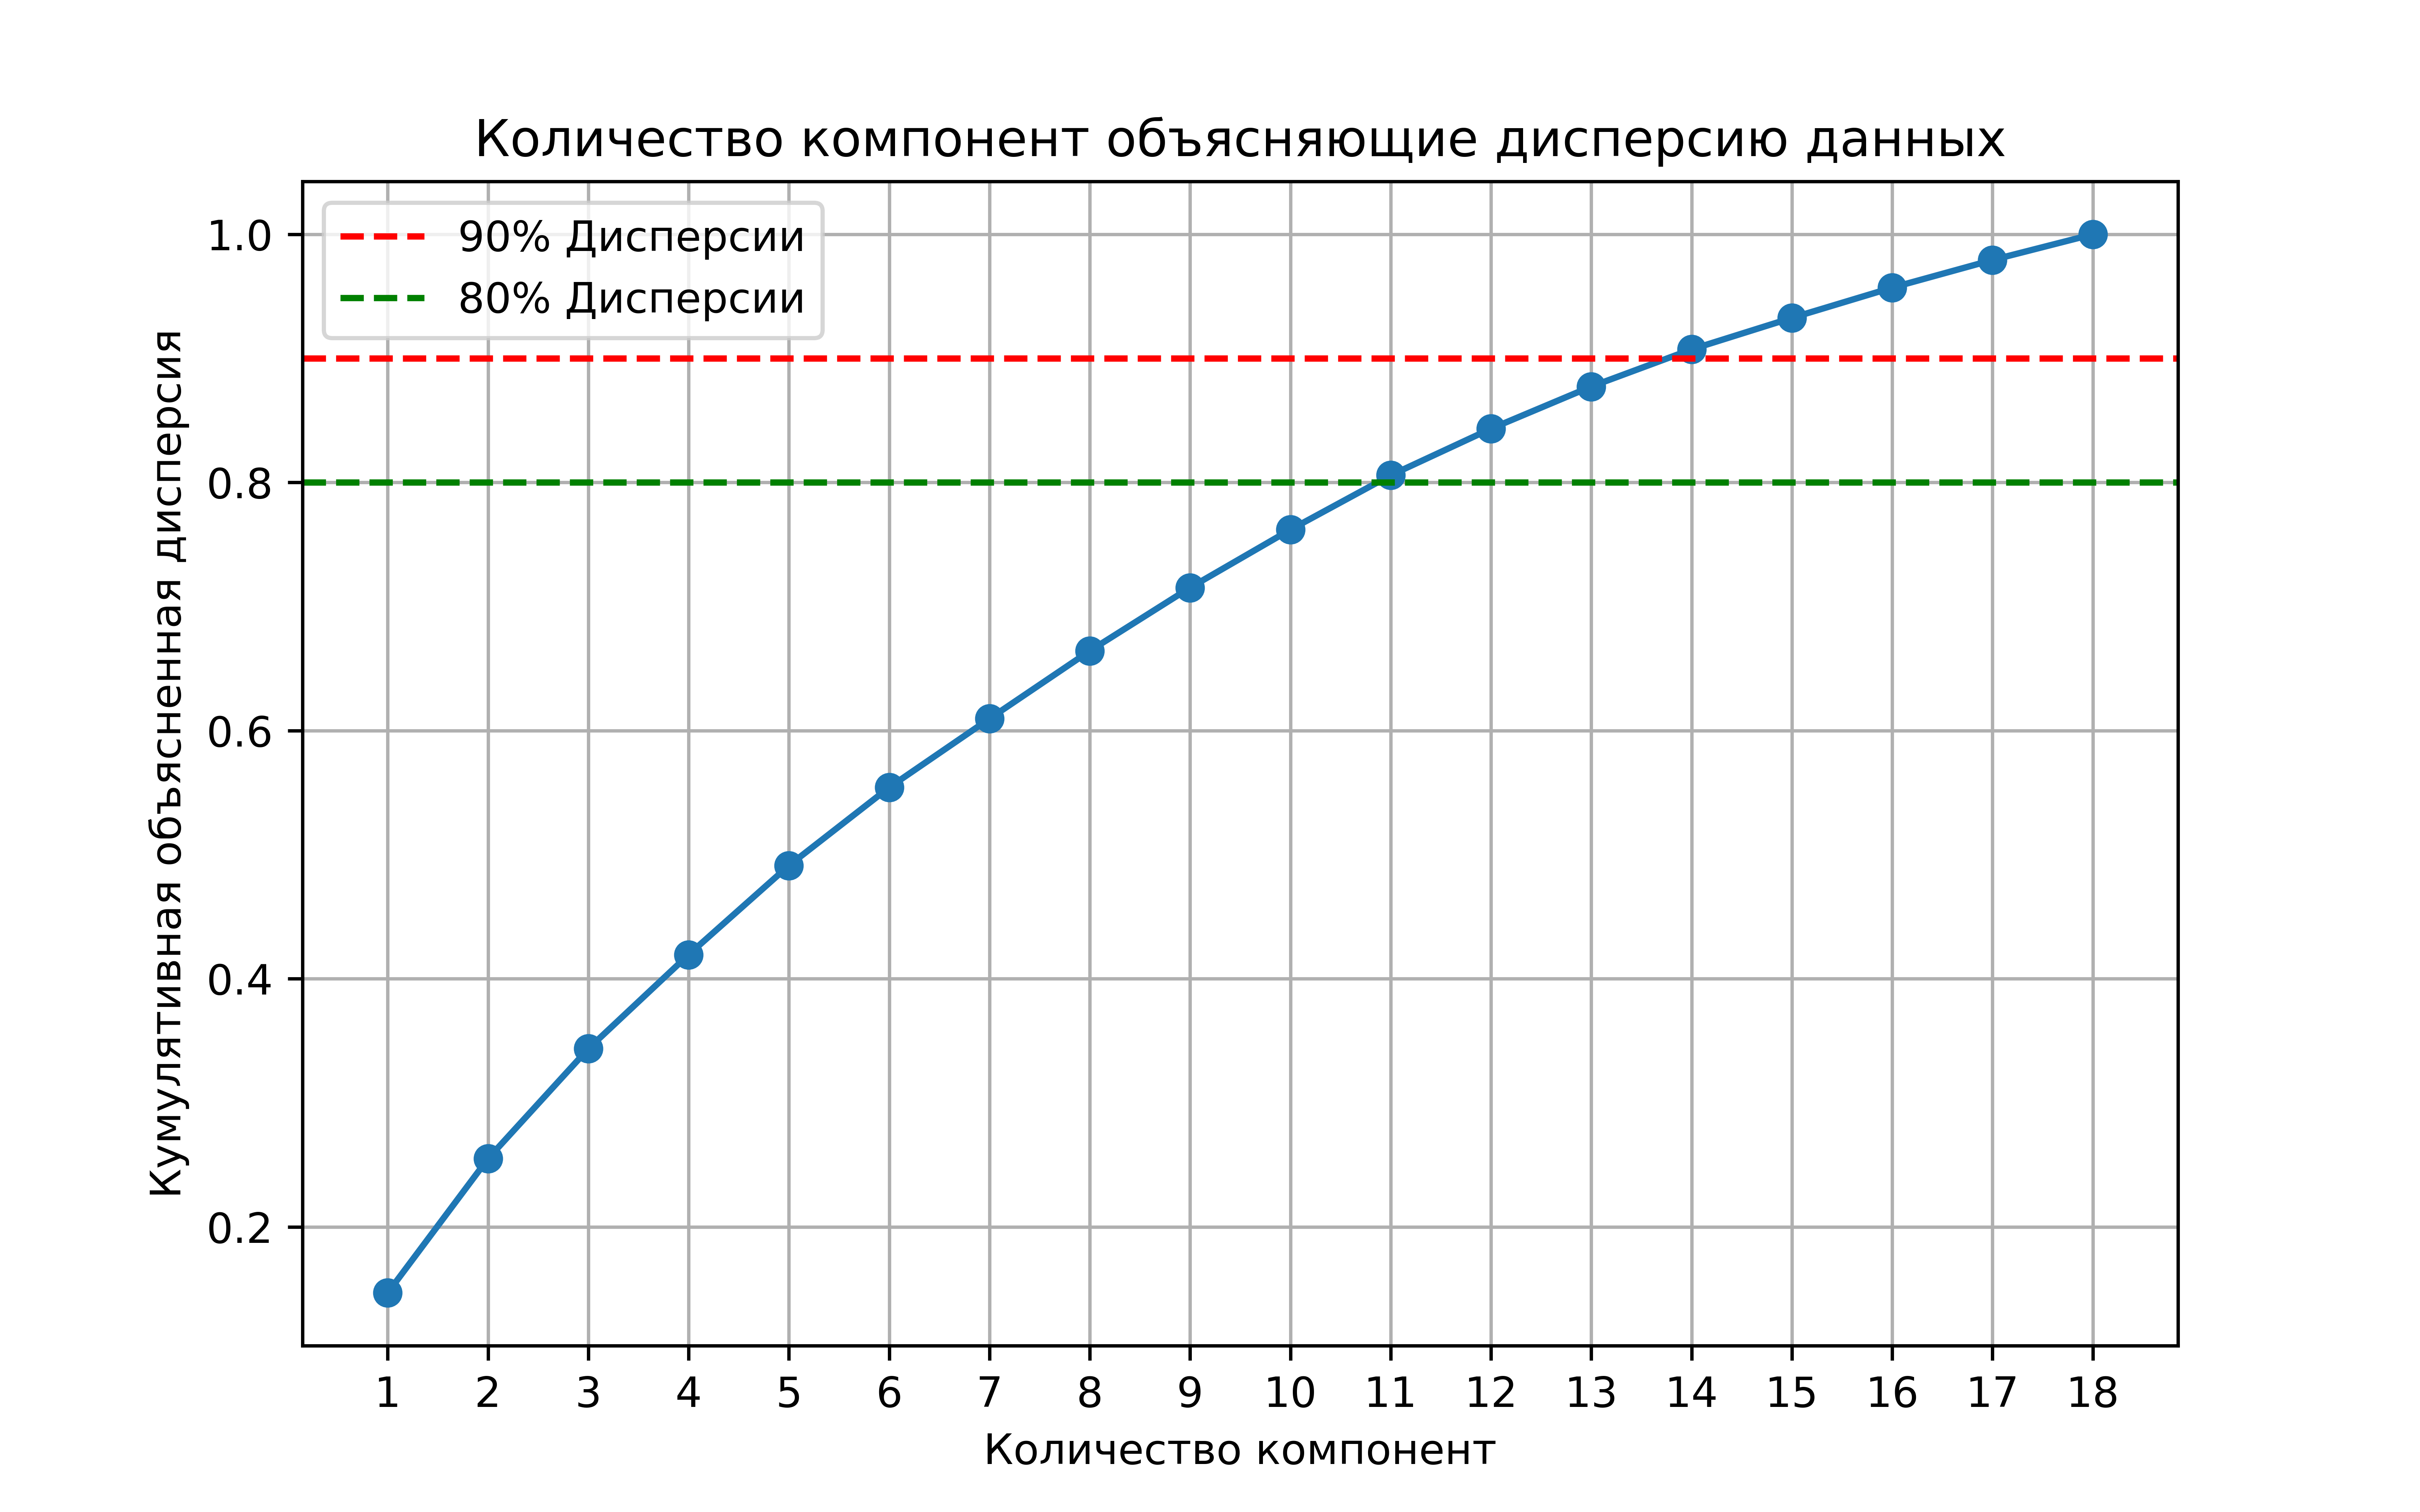 Количество компонент объясняющие дисперсию данных
90% Дисперсии
80% Дисперсии
Кумулятивная объясненная дисперсия
1.0
0.8
0.6
0.4
0.2
1 2 3 4 5 6 7 8 9 10 11 12 13 14 15 16 17 18
Количество компонент